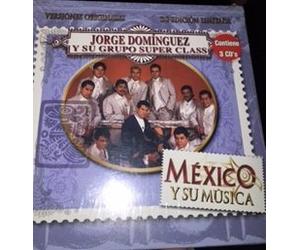 VERSIONES ORIGINALES
EDICIÓN LIMITADA
JORGE DOMÍNGUEZ
Y SU GRUPO SUPER CLASS
Contiene
3 CD's
MÉXICO
Y SU MÚSICA